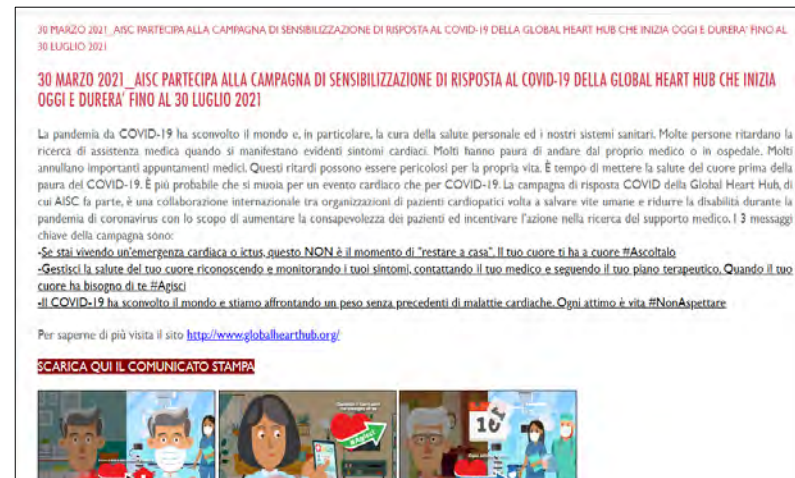 30 MARZO 2021_AISC PARTECIPA ALLA CAMPAGNA DI SENSIBILIZZAZIONE DI RISPOSTA AL COVID-19 DELLA GLOBAL HEART HUB CHE INIZIA OGGI E DURERA' FINO AL
30 LUGLIO 2021
30 MARZO 2021_AISC PARTECIPA ALLA CAMPAGNA DI SENSIBILIZZAZIONE DI RISPOSTA AL COVID-19 DELLA GLOBAL HEART HUB CHE INIZIA
OGGI E DURERA' FINO AL 30 LUGLIO 2021
La pandemia da COVID-19 ha sconvolto il mondo e, in particolare, la cura della salute personale ed i nostri sistemi sanitari. Molte persone ritardano la
ricerca di assistenza medica quando si manifestano evidenti sintomi cardiaci. Molti hanno paura di andare dal proprio medico o in ospedale. Molti
annullano importanti appuntamenti medici. Questi ritardi possono essere pericolosi per la propria vita. È tempo di mettere la salute del cuore prima della
paura del COVID-19. È più probabile che si muoia per un evento cardiaco che per COVID-19. La campagna di risposta COVID della Global Heart Hub, di
cui AISC fa parte, è una collaborazione internazionale tra organizzazioni di pazienti cardiopatici volta a salvare vite umane e ridurre la disabilità durante la
pandemia di coronavirus con lo scopo di aumentare la consapevolezza dei pazienti ed incentivare l'azione nella ricerca del supporto medico. I 3 messaggi
chiave della campagna sono:
-Se stai vivendo un'emergenza cardiaca o ictus, questo NON è il momento di "restare a casa". Il tuo cuore ti ha a cuore #Ascoltalo
-Gestisci la salute del tuo cuore riconoscendo e monitorando i tuoi sintomi, contattando il tuo medico e seguendo il tuo piano terapeutico. Quando il tuo
cuore ha bisogno di te #Agisci
-Il COVID-19 ha sconvolto il mondo e stiamo affrontando un peso senza precedenti di malattie cardiache. Ogni attimo è vita #NonAspettare
Per saperne di più visita il sito http://www.globalhearthub.org/
SCARICA QUI IL COMUNICATO STAMPA
#Agisci